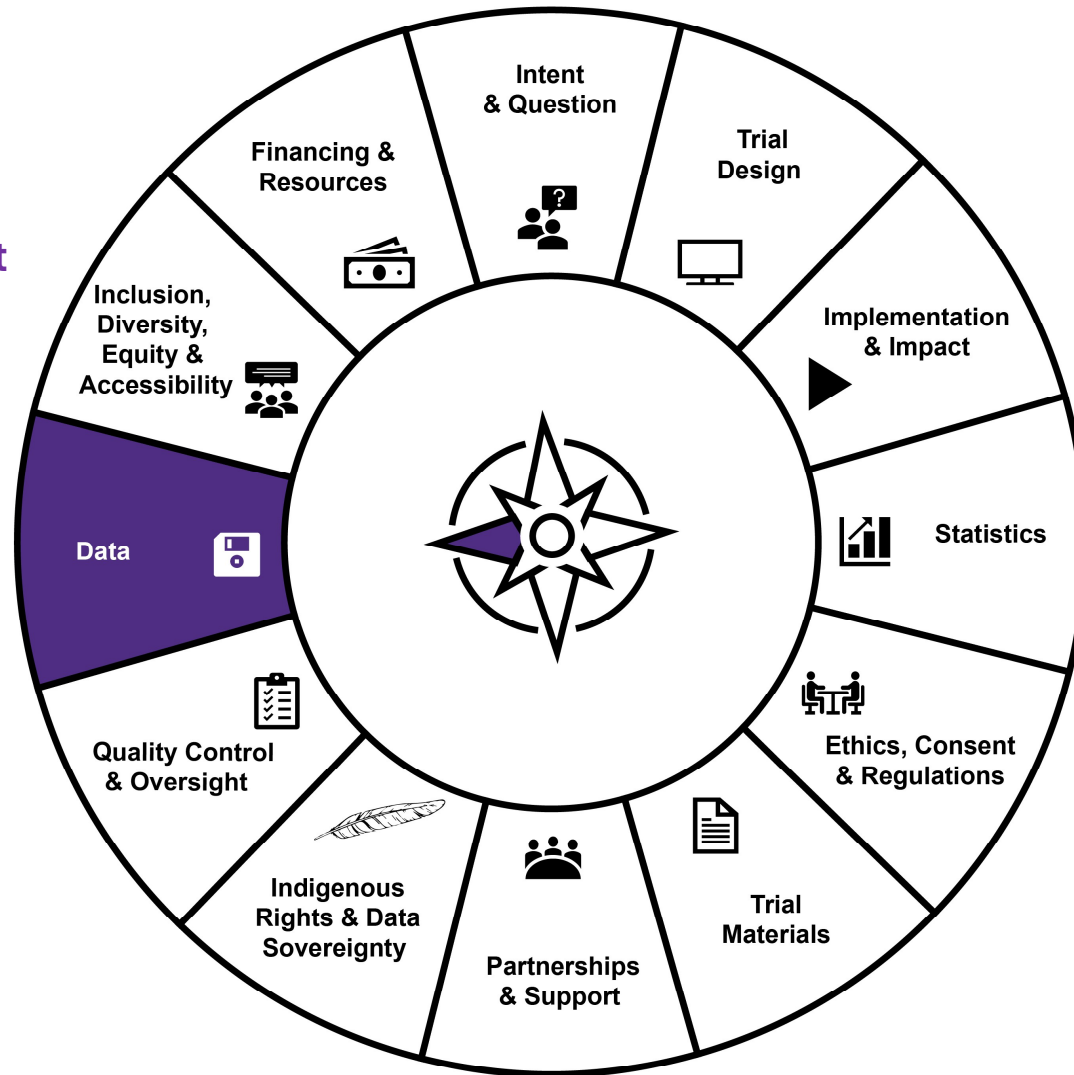 Intent
& Question
Trial
Design
Implementation
& Impact
Statistics
Ethics, Consent
& Regulations
Trial
Materials
Partnerships
& Support
Indigenous
Rights & Data
Sovereignty
Quality Control
& Oversight
Data
Inclusion,
Diversity,
Equity &
Accessibility
Financing &
Resources
?
t